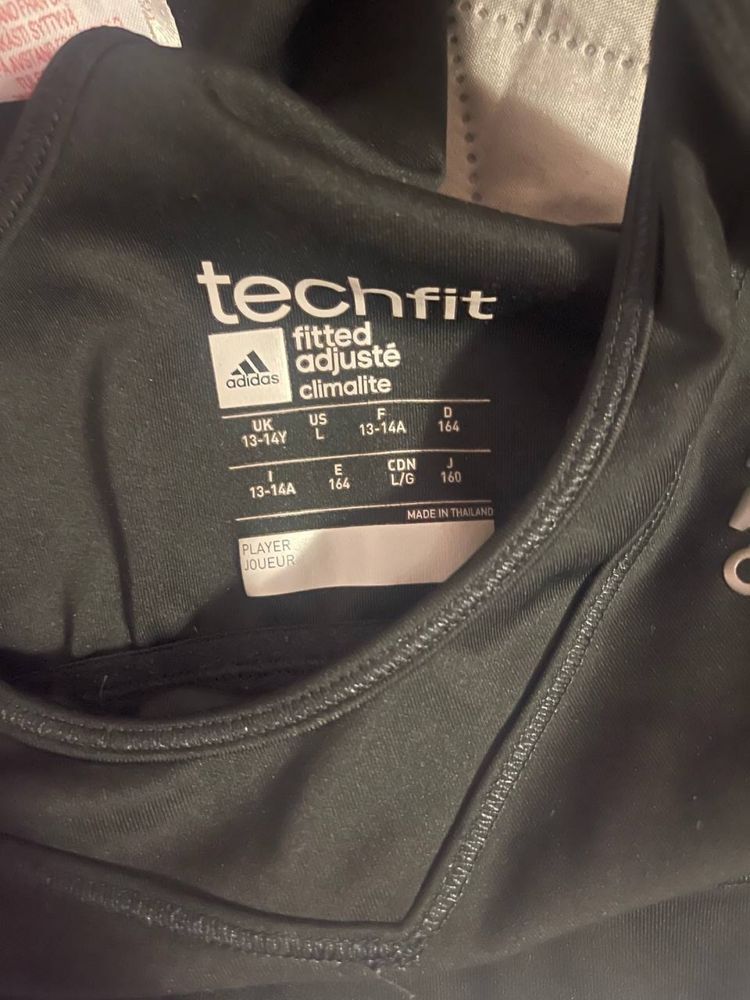 techfit
fitted
adjusté
adidas
climalite
UK US F D
13-14Y L 13-14A 164
I E CDN J
13-14A 164 L/G 160
MADE IN THAILAND
PLAYER
JOUEUR